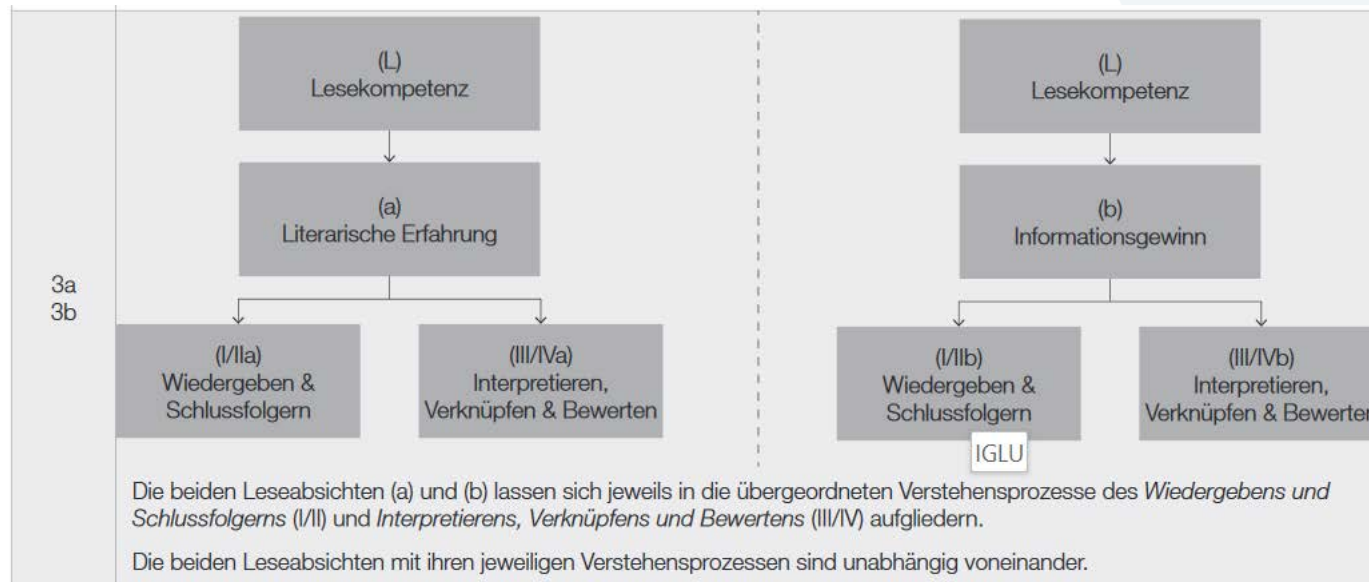 3a
3b
(L)
Lesekompetenz
(a)
Literarische Erfahrung
(I/IIa)
Wiedergeben &
Schlussfolgern
(III/IVa)
Interpretieren,
Verknüpfen & Bewerten
(L)
Lesekompetenz
(b)
Informationsgewinn
(I/IIb)
Wiedergeben &
Schlussfolgern
(III/IVb)
Interpretieren,
Verknüpfen & Bewerten
IGLU
Die beiden Leseabsichten (a) und (b) lassen sich jeweils in die übergeordneten Verstehensprozesse des Wiedergebens und
Schlussfolgerns (I/II) und Interpretierens, Verknüpfens und Bewertens (III/IV) aufgliedern.
Die beiden Leseabsichten mit ihren jeweiligen Verstehensprozessen sind unabhängig voneinander.